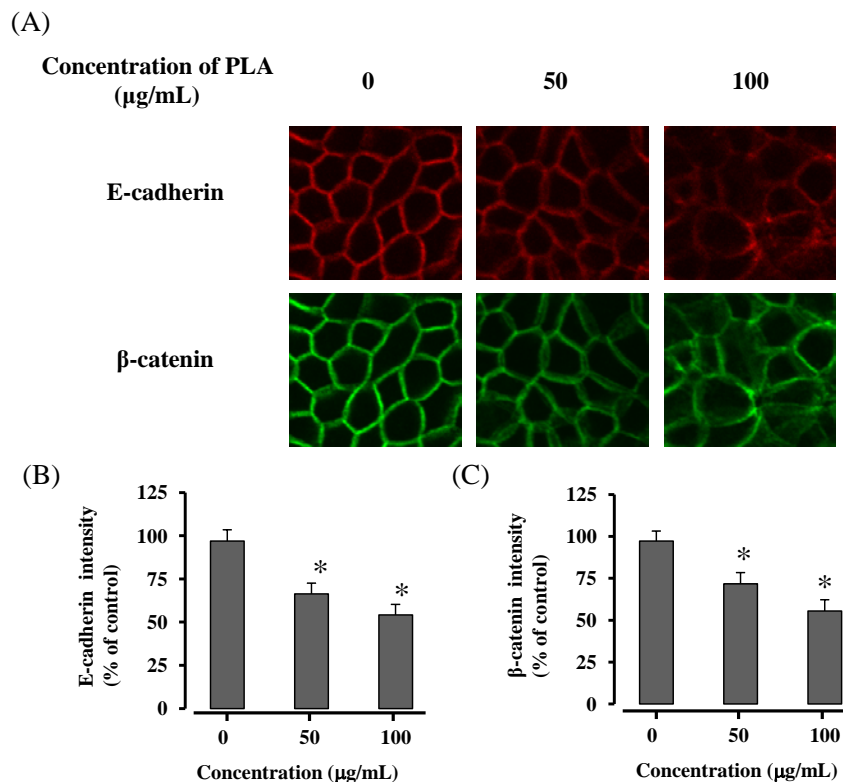 (A)
Concentration of PLA
(µg/mL)
0 50 100
E-cadherin
β-catenin
(B)
E-cadherin intensity
(% of control)
125
100
75
50
25
0
* *
0 50 100
Concentration (µg/mL)
(C)
β-catenin intensity
(% of control)
125
100
75
50
25
0
* *
0 50 100
Concentration (µg/mL)